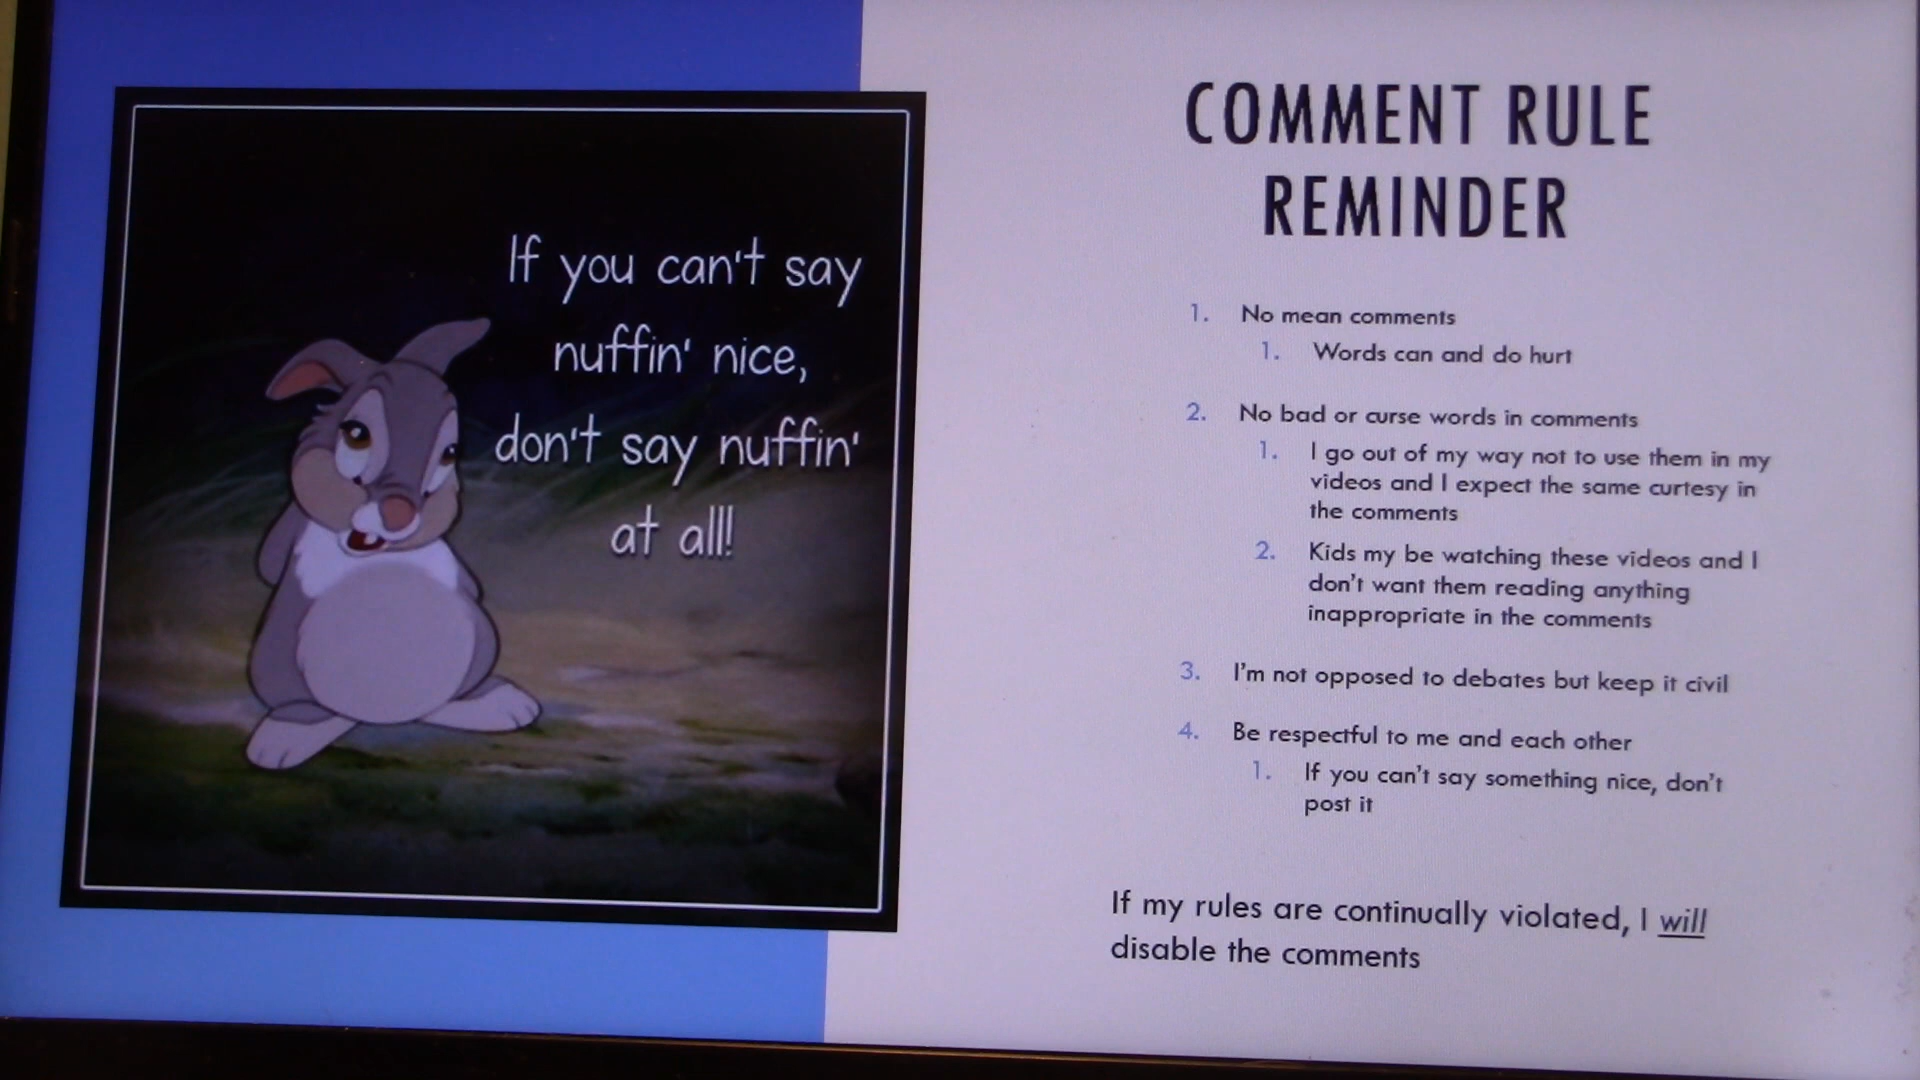 If you can't say
nuffin' nice,
don't say nuffin'
at all!
COMMENT RULE
REMINDER
1. No mean comments
1. Words can and do hurt
2. No bad or curse words in comments
1. I go out of my way not to use them in my
videos and I expect the same curtesy in
the comments
2. Kids my be watching these videos and I
don't want them reading anything
inappropriate in the comments
3. I'm not opposed to debates but keep it civil
4. Be respectful to me and each other
1. If you can't say something nice, don't
post it
If my rules are continually violated, I will
disable the comments